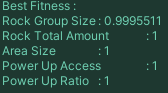 Best Fitness :
Rock Group Size : 0.9995511
Rock Total Amount : 1
Area Size : 1
Power Up Access : 1
Power Up Ratio : 1